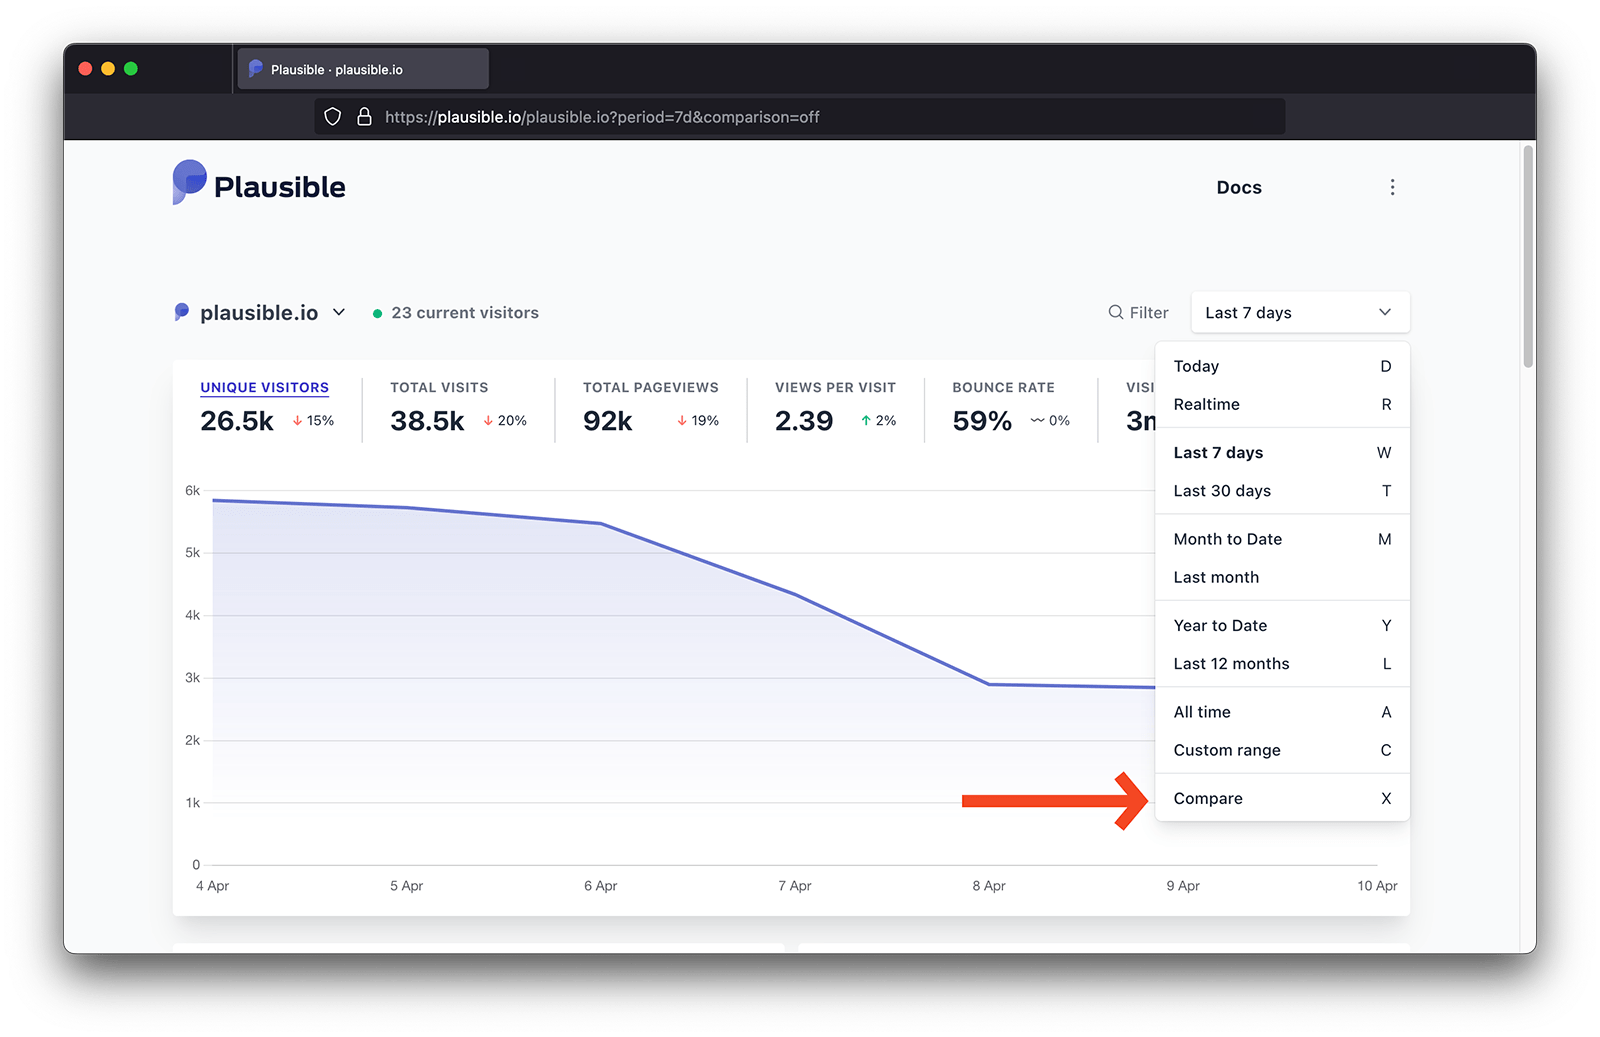 Plausible · plausible.io
https://plausible.io/plausible.io?period=7d&comparison=off
Plausible
Docs
plausible.io
23 current visitors
Filter
Last 7 days
UNIQUE VISITORS
26.5k 15%
TOTAL VISITS
38.5k 20%
TOTAL PAGEVIEWS
92k 19%
VIEWS PER VISIT
2.39 2%
BOUNCE RATE
59% 0%
Today D
Realtime R
Last 7 days W
Last 30 days T
Month to Date M
Last month
Year to Date Y
Last 12 months L
All time A
Custom range C
Compare X
6k
5k
4k
3k
2k
1k
0
4 Apr 5 Apr 6 Apr 7 Apr 8 Apr 9 Apr 10 Apr